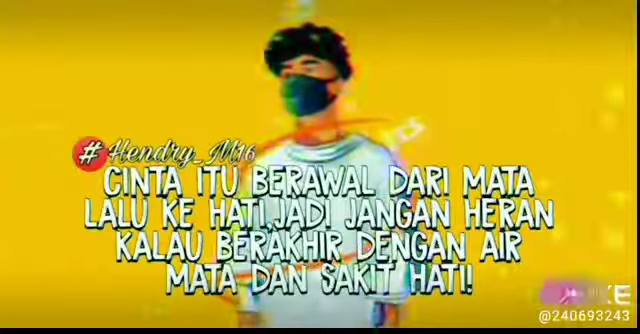 # Hendry_M16
CINTA ITU BERAWAL DARI MATA
LALU KE HATI,JADI JANGAN HERAN
KALAU BERAKHIR DENGAN AIR
MATA DAN SAKIT HATI!
@240693243